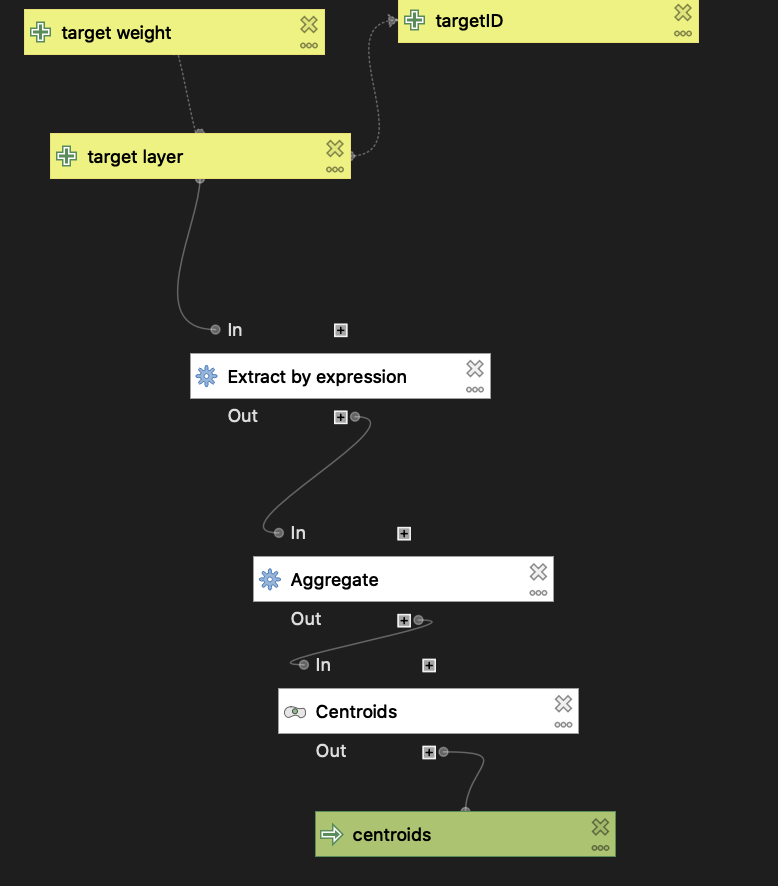 target weight
targetID
target layer
In
Extract by expression
Out
In
Aggregate
Out
In
Centroids
Out
centroids